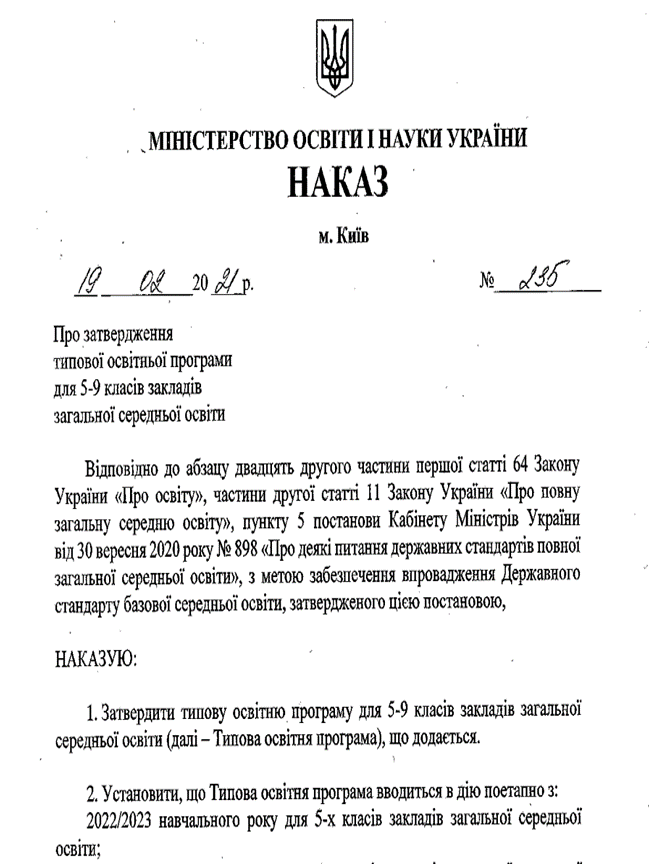 МІНІСТЕРСТВО ОСВІТИ І НАУКИ УКРАЇНИ
НАКАЗ
м. Київ
19 02 2021 р. № 235
Про затвердження
типової освітньої програми
для 5-9 класів закладів
загальної середньої освіти
Відповідно до абзацу двадцять другого частини першої статті 64 Закону
України «Про освіту», частини другої статті 11 Закону України «Про повну
загальну середню освіту», пункту 5 постанови Кабінету Міністрів України
від 30 вересня 2020 року № 898 «Про деякі питання державних стандартів повної
загальної середньої освіти», з метою забезпечення впровадження Державного
стандарту базової середньої освіти, затвердженого цією постановою,
НАКАЗУЮ:
1. Затвердити типову освітню програму для 5-9 класів закладів загальної
середньої освіти (далі – Типова освітня програма), що додається.
2. Установити, що Типова освітня програма вводиться в дію поетапно з:
2022/2023 навчального року для 5-х класів закладів загальної середньої
освіти;